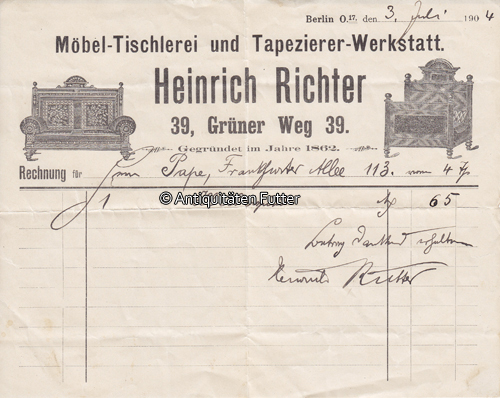 Berlin O.17. den 3. Juli 1904
Möbel-Tischlerei und Tapezierer-Werkstatt.
Heinrich Richter
39, Grüner Weg 39.
Gegründet im Jahre 1862.
Rechnung für Herrn Pape, Frankfurter Allee 113. vom 4/7.
1 M 65
© Antiquitäten Futter
Betrag dankend erhalten
Heinrich Richter